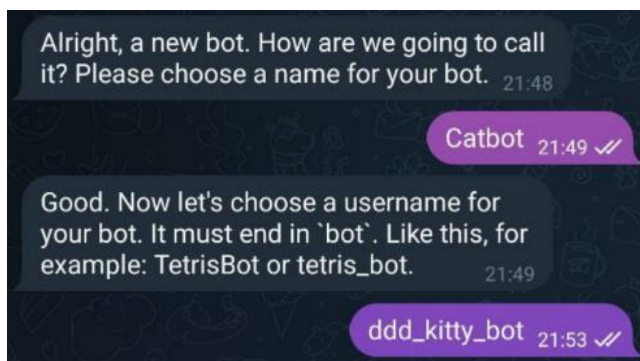 Alright, a new bot. How are we going to call
it? Please choose a name for your bot. 21:48
Catbot 21:49
Good. Now let's choose a username for
your bot. It must end in `bot`. Like this, for
example: TetrisBot or tetris_bot. 21:49
ddd_kitty_bot 21:53